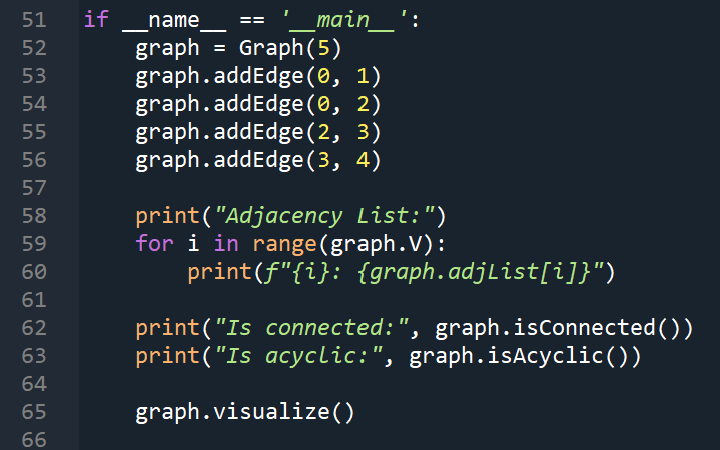 51 if __name__ == '__main__':
52     graph = Graph(5)
53     graph.addEdge(0, 1)
54     graph.addEdge(0, 2)
55     graph.addEdge(2, 3)
56     graph.addEdge(3, 4)
57
58     print("Adjacency List:")
59     for i in range(graph.V):
60         print(f"{i}: {graph.adjList[i]}")
61
62     print("Is connected:", graph.isConnected())
63     print("Is acyclic:", graph.isAcyclic())
64
65     graph.visualize()
66